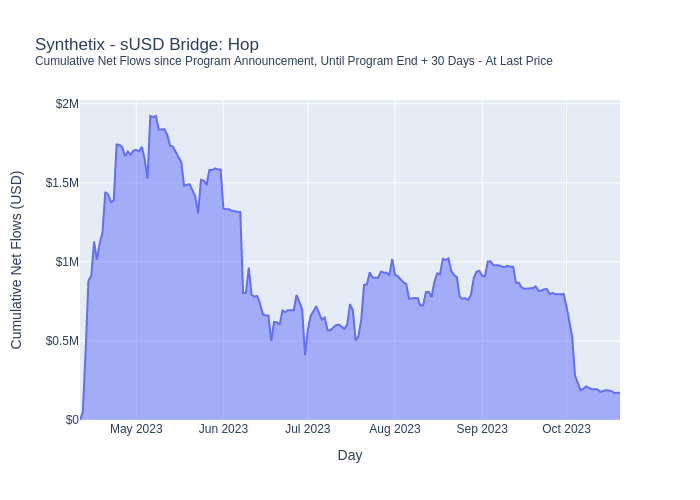 Synthetix - sUSD Bridge: Hop
Cumulative Net Flows since Program Announcement, Until Program End + 30 Days - At Last Price
$2M
$1.5M
$1M
$0.5M
$0
Cumulative Net Flows (USD)
May 2023
Jun 2023
Jul 2023
Aug 2023
Sep 2023
Oct 2023
Day